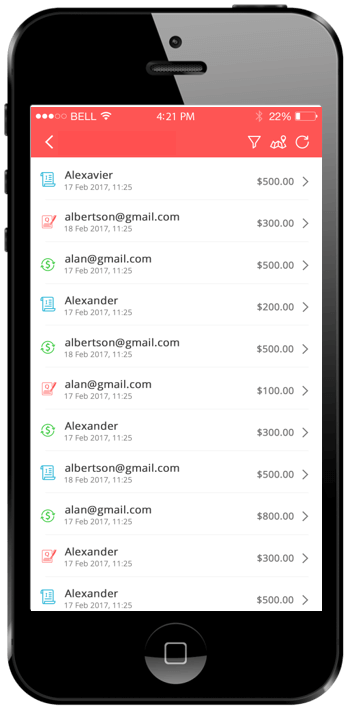 BELL 4:21 PM 22%
Alexavier
17 Feb 2017, 11:25 $500.00
albertson@gmail.com
18 Feb 2017, 11:25 $300.00
alan@gmail.com
17 Feb 2017, 11:25 $500.00
Alexander
17 Feb 2017, 11:25 $200.00
albertson@gmail.com
18 Feb 2017, 11:25 $500.00
alan@gmail.com
17 Feb 2017, 11:25 $100.00
Alexander
17 Feb 2017, 11:25 $300.00
albertson@gmail.com
18 Feb 2017, 11:25 $500.00
alan@gmail.com
17 Feb 2017, 11:25 $800.00
Alexander
17 Feb 2017, 11:25 $300.00
Alexander
17 Feb 2017, 11:25 $500.00